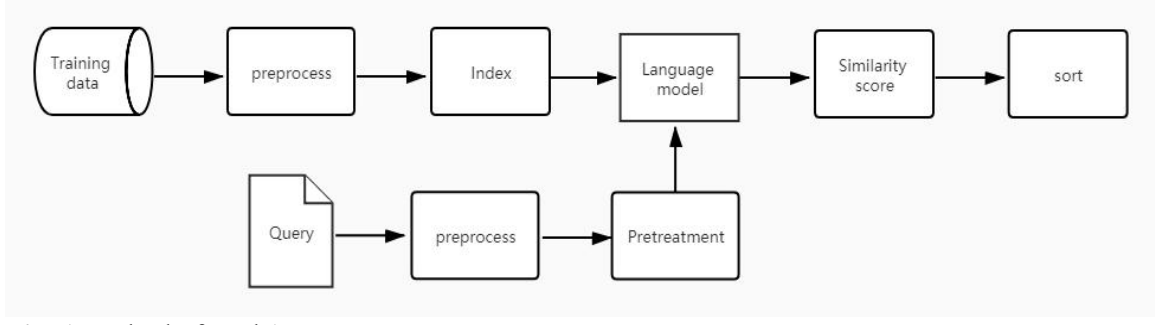 Training
data
preprocess
Index
Language
model
Similarity
score
sort
Query
preprocess
Pretreatment